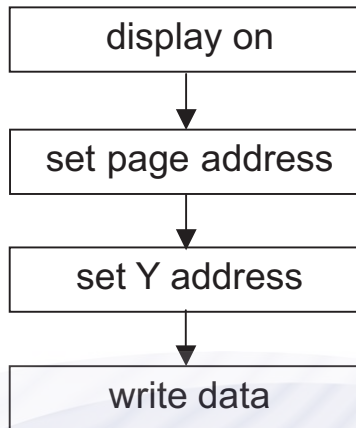 display on
set page address
set Y address
write data